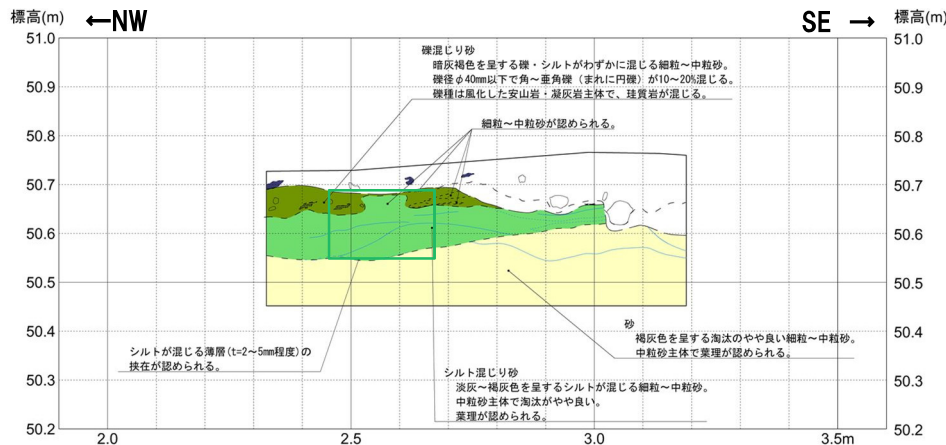 標高(m)
←NW
SE →
標高(m)
51.0
50.9
50.8
50.7
50.6
50.5
50.4
50.3
50.2
51.0
50.9
50.8
50.7
50.6
50.5
50.4
50.3
50.2
礫混じり砂
暗灰褐色を呈する礫・シルトがわずかに混じる細粒～中粒砂。
礫径φ40mm以下で角～亜角礫（まれに円礫）が10～20%混じる。
礫種は風化した安山岩・凝灰岩主体で、珪質岩が混じる。
細粒～中粒砂が認められる。
シルトが混じる薄層(t=2～5mm程度)の
挟在が認められる。
シルト混じり砂
淡灰～褐灰色を呈するシルトが混じる細粒～中粒砂。
中粒砂主体で淘汰がやや良い。
葉理が認められる。
砂
褐灰色を呈する淘汰のやや良い細粒～中粒砂。
中粒砂主体で葉理が認められる。
2.0
2.5
3.0
3.5m